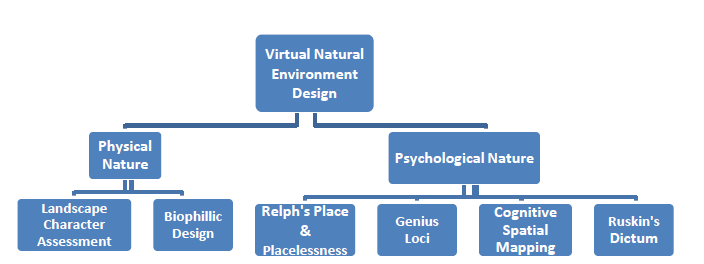 Virtual Natural
Environment
Design
Physical
Nature
Psychological Nature
Landscape
Character
Assessment
Biophillic
Design
Relph's Place
&
Placelessness
Genius
Loci
Cognitive
Spatial
Mapping
Ruskin's
Dictum